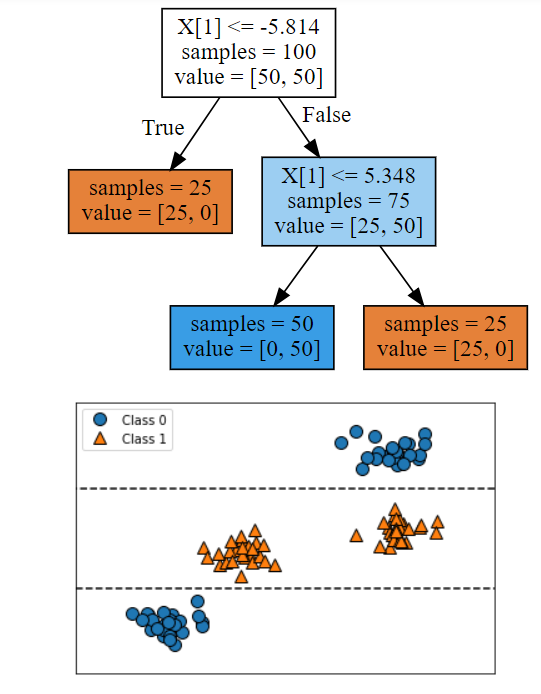 X[1] <= -5.814
samples = 100
value = [50, 50]
True
False
samples = 25
value = [25, 0]
X[1] <= 5.348
samples = 75
value = [25, 50]
samples = 50
value = [0, 50]
samples = 25
value = [25, 0]
Class 0
Class 1